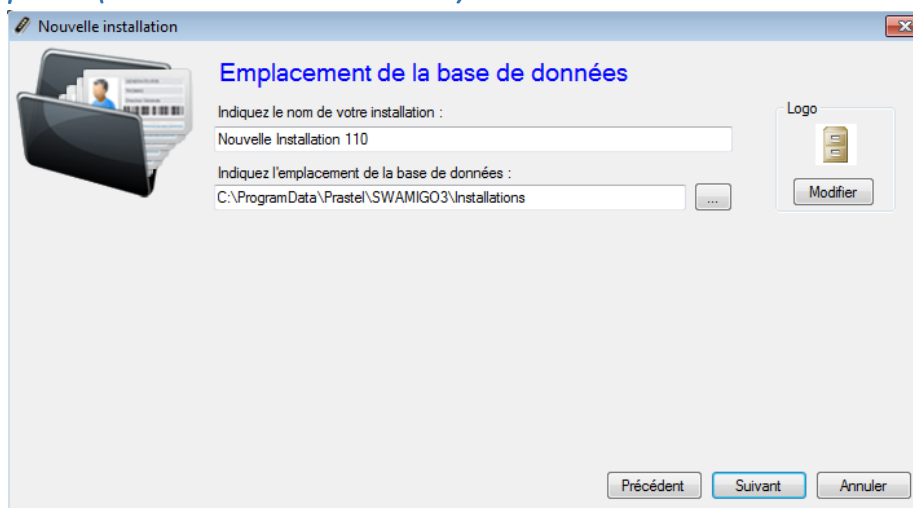 Nouvelle installation
Emplacement de la base de données
Indiquez le nom de votre installation :
Logo
Nouvelle Installation 110
Indiquez l'emplacement de la base de données :
C:\ProgramData\Prastel\SWAMIGO3\Installations
...
Modifier
Précédent
Suivant
Annuler